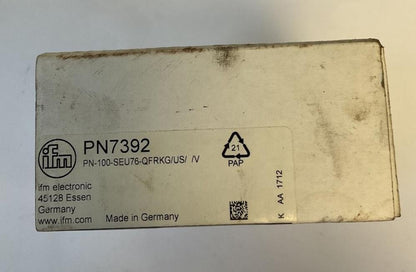 ifm
PN7392
PN-100-SEU76-QFRKG/US/ /V
ifm electronic
45128 Essen
Germany
www.ifm.com
Made in Germany
21
PAP
K AA 1712